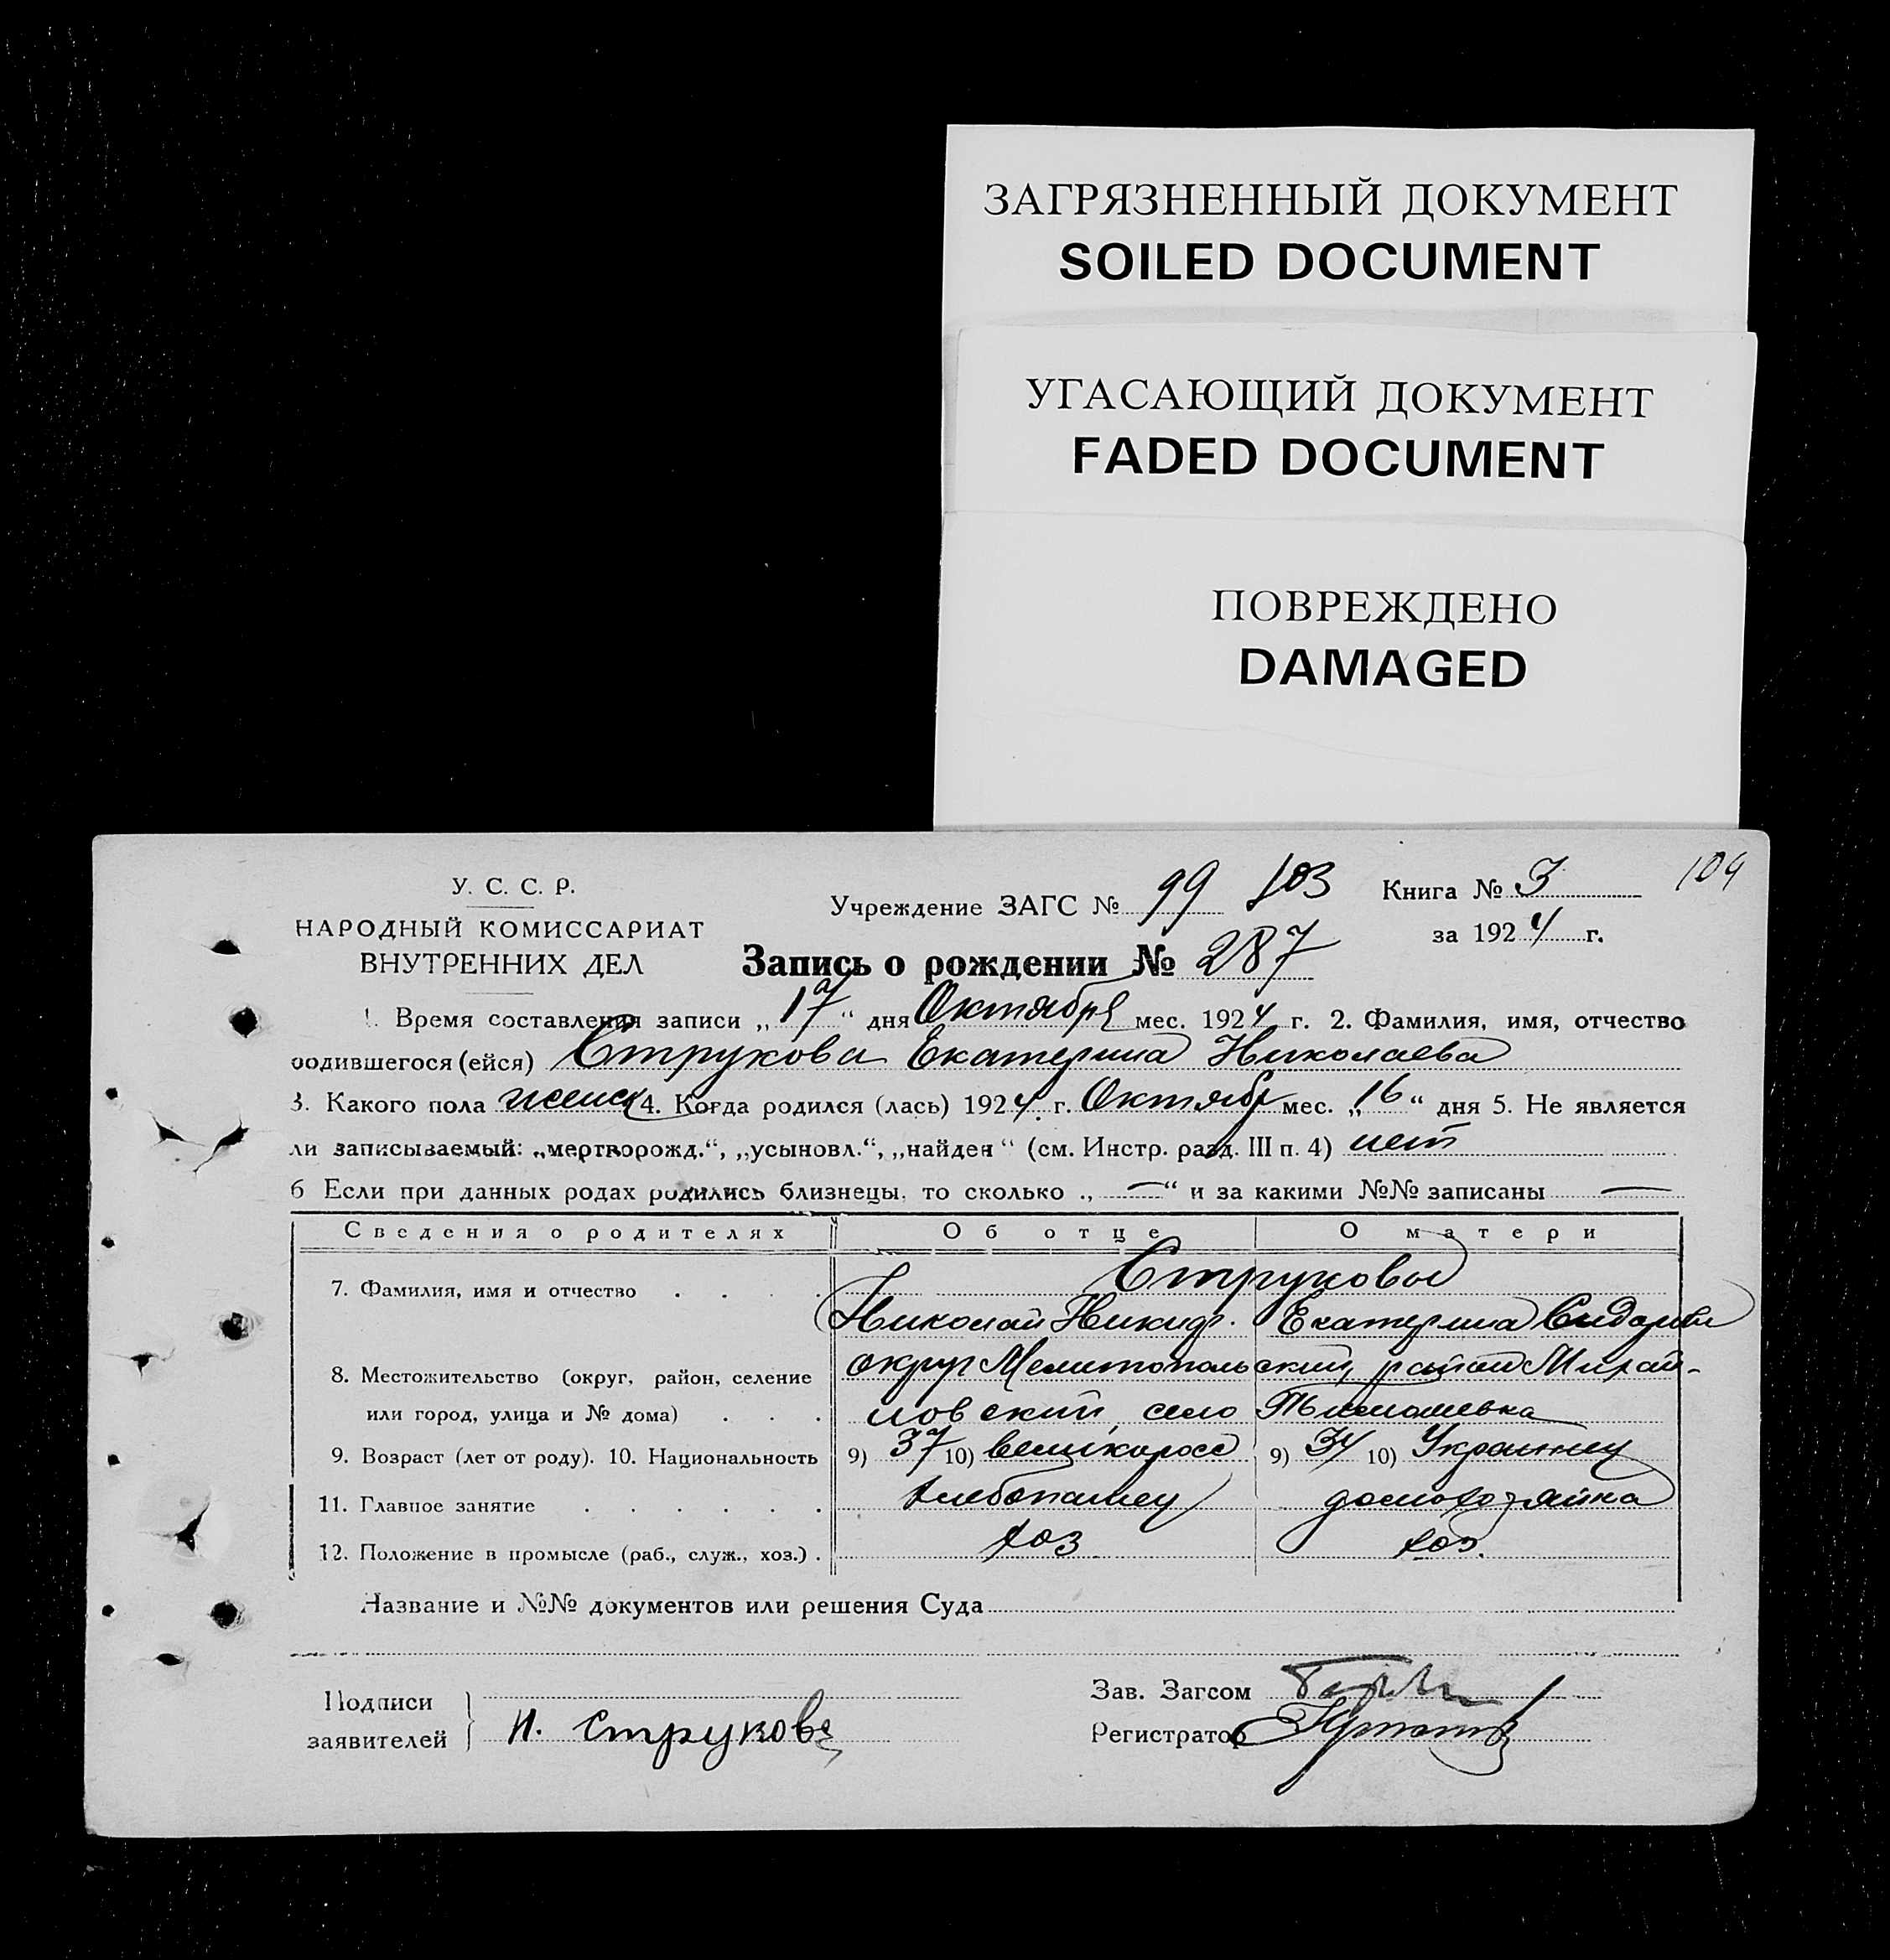 ЗАГРЯЗНЕННЫЙ ДОКУМЕНТ
SOILED DOCUMENT
УГАСАЮЩИЙ ДОКУМЕНТ
FADED DOCUMENT
ПОВРЕЖДЕНО
DAMAGED
104
У. С. С. Р.
НАРОДНЫЙ КОМИССАРИАТ
ВНУТРЕННИХ ДЕЛ
Учреждение ЗАГС № 99 103
Книга № 3
за 1924 г.
Запись о рождении № 287
1. Время составления записи „17“ дня Октября мес. 1924 г. 2. Фамилия, имя, отчество
родившегося (ейся) Струкова Екатерина Николаева
3. Какого пола женск 4. Когда родился (лась) 1924 г. Октябр мес. „16“ дня 5. Не является
ли записываемый: „мертворожд.“, „усыновл.“, „найден“ (см. Инстр. разд. III п. 4) нет
6 Если при данных родах родились близнецы, то сколько „—“ и за какими №№ записаны —
Сведения о родителях Об отце О матери
7. Фамилия, имя и отчество . . . . Струковы
Николай Никиф. Екатерина Сидоровн
8. Местожительство (округ, район, селение округ Мелитопольский, район Михай-
или город, улица и № дома) . . . ловский, село
9. Возраст (лет от роду). 10. Национальность 9) 37 10) великоросс 9) 34 10) Украинец
11. Главное занятие . . . . . . хлебопашец домохозяйка
12. Положение в промысле (раб., служ., хоз.) . хоз хоз.
Название и №№ документов или решения Суда
Подписи
заявителей
Н. Струков
Зав. Загсом
Регистратор